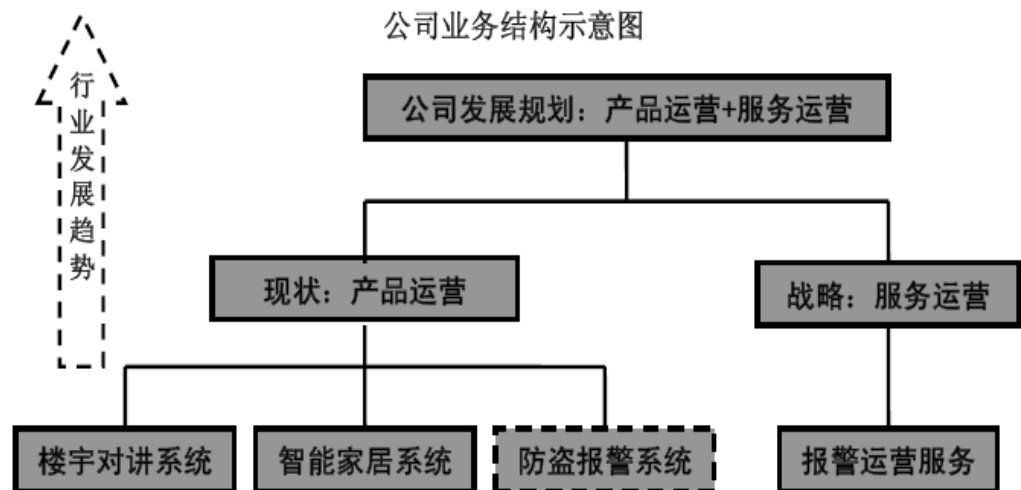 公司业务结构示意图
行业发展趋势
公司发展规划：产品运营+服务运营
现状：产品运营
战略：服务运营
楼宇对讲系统
智能家居系统
防盗报警系统
报警运营服务